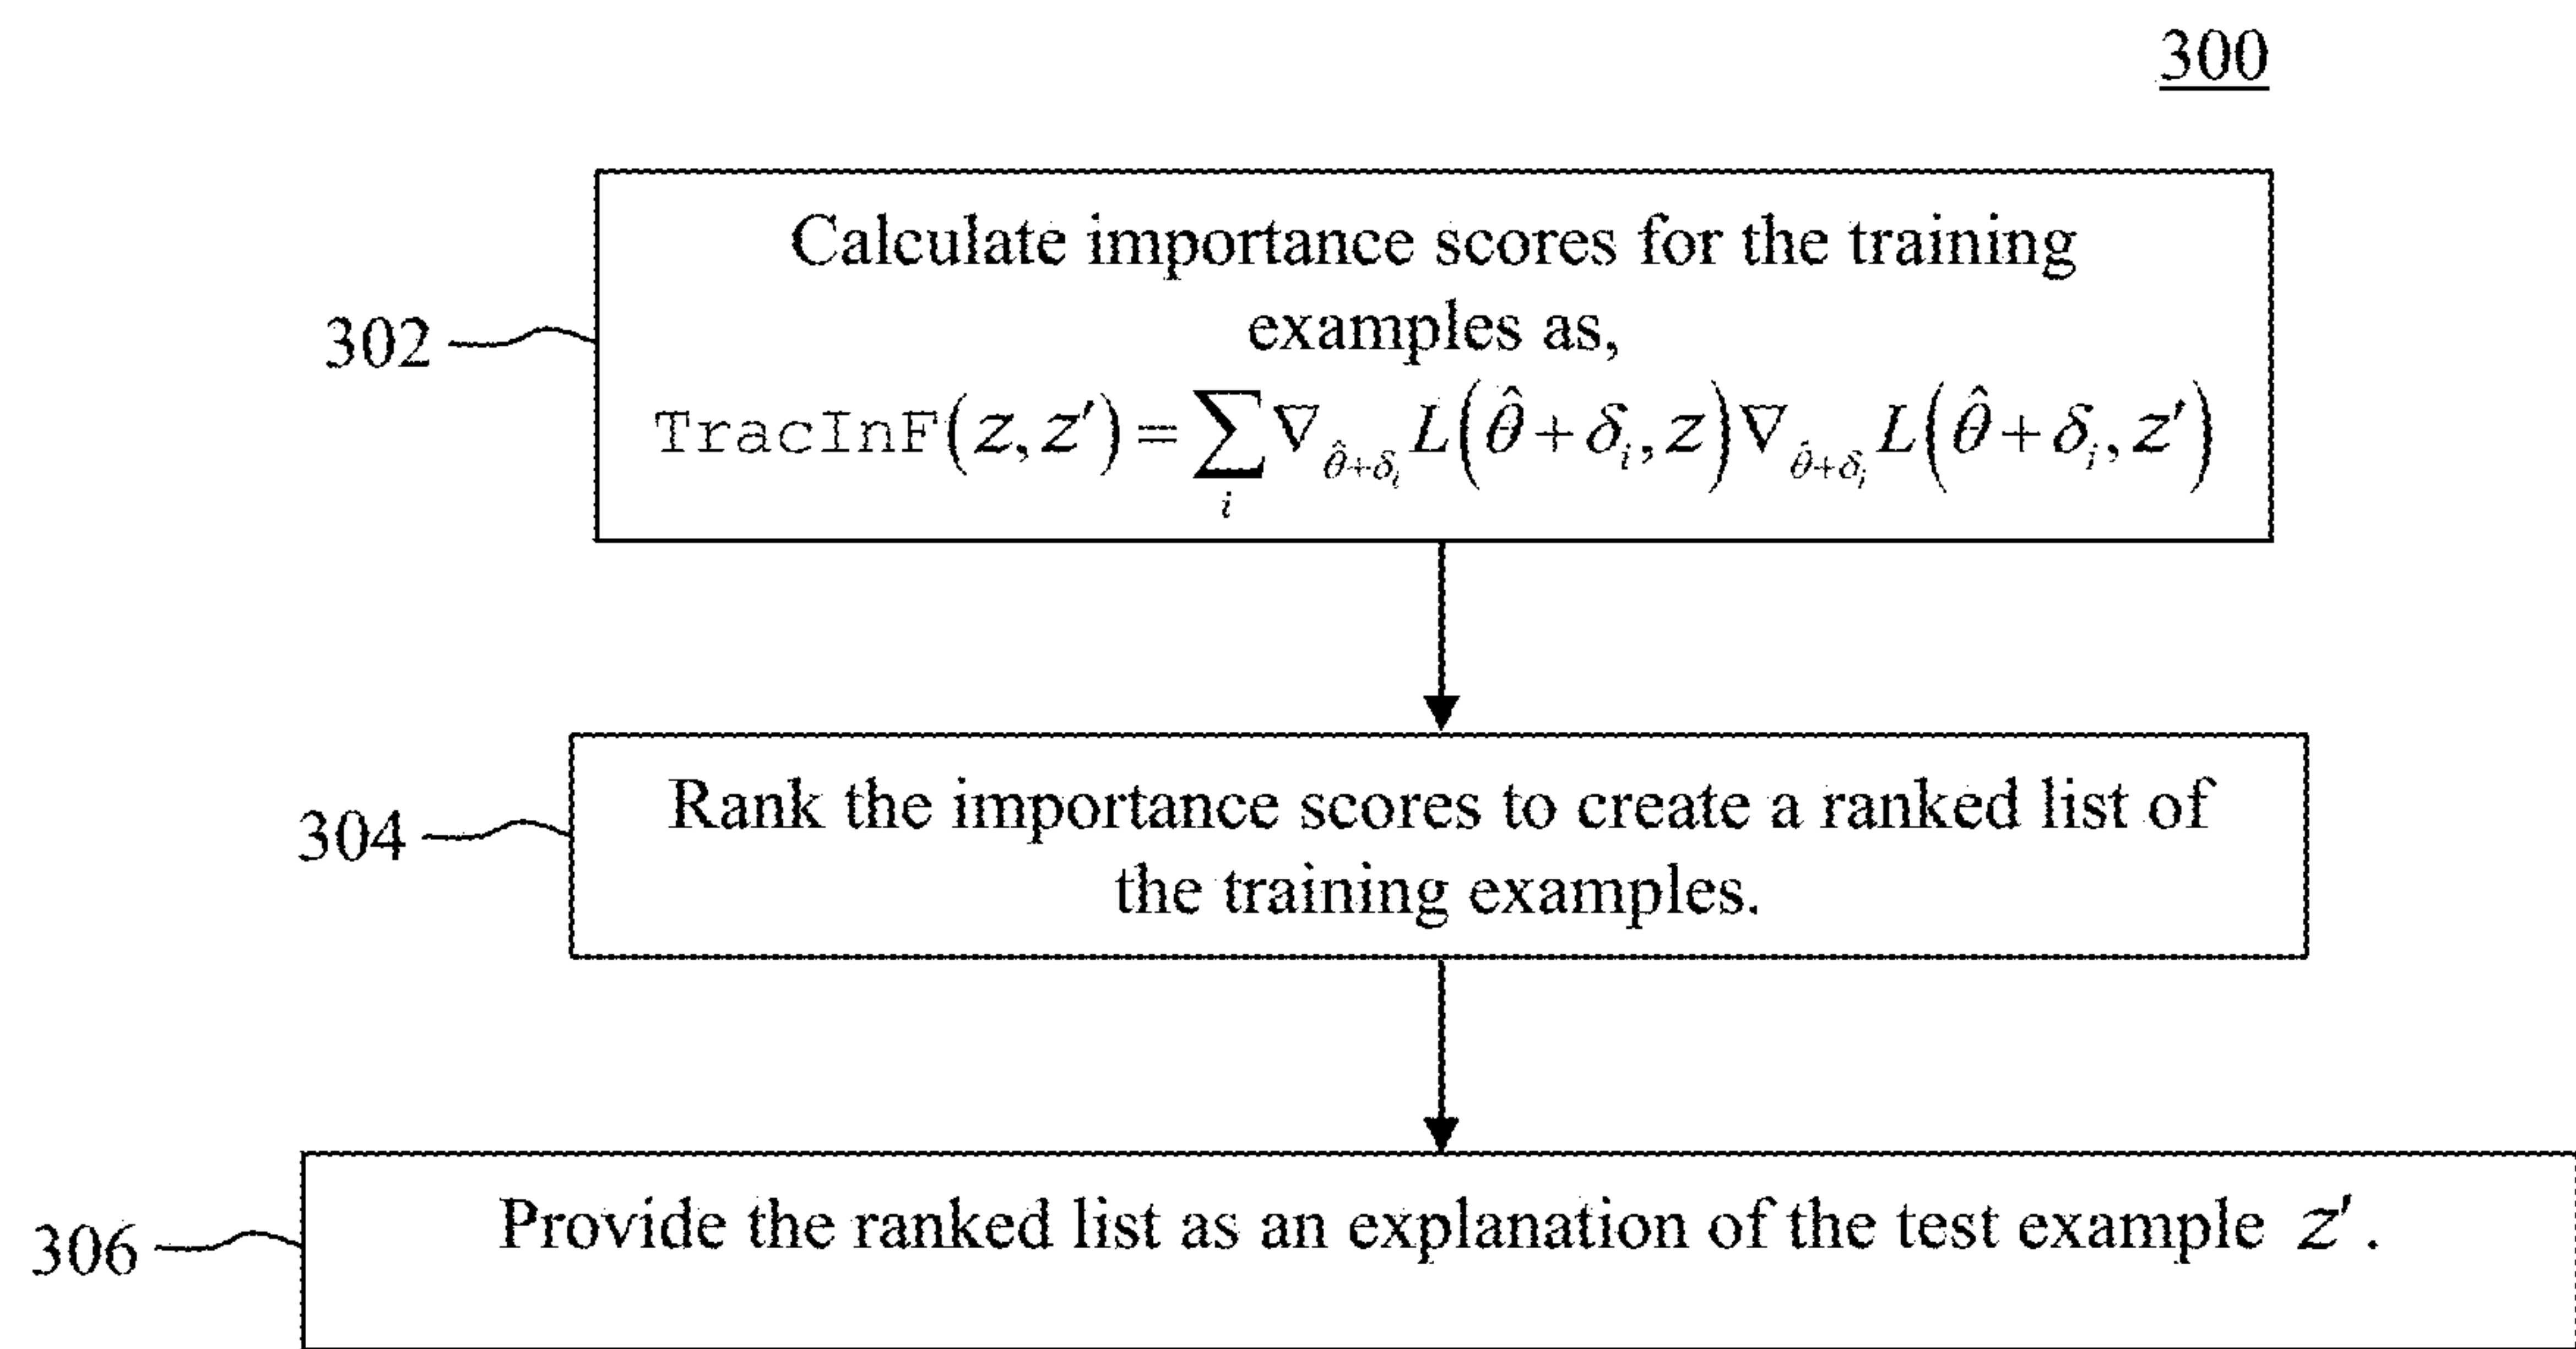 300
302
Calculate importance scores for the training
examples as,
TracInF(z, z′) = ∑_i ∇_{θ̂+δ_i} L(θ̂+δ_i, z) ∇_{θ̂+δ_i} L(θ̂+δ_i, z′)
304
Rank the importance scores to create a ranked list of
the training examples.
306
Provide the ranked list as an explanation of the test example z′.